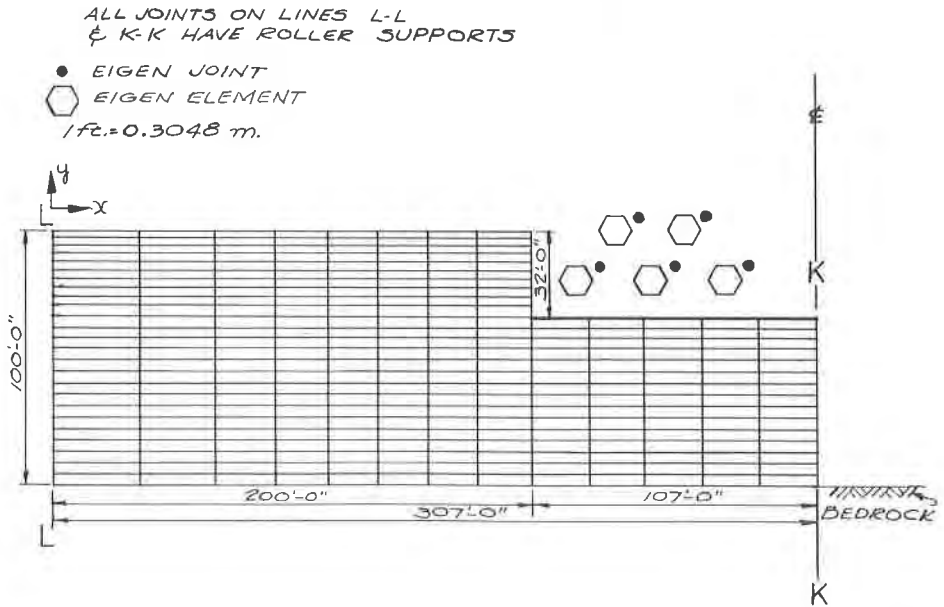 ALL JOINTS ON LINES L-L
& K-K HAVE ROLLER SUPPORTS
EIGEN JOINT
EIGEN ELEMENT
1ft.=0.3048 m.
℄
y
L
x
K
32'-0"
100'-0"
200'-0"
107'-0"
307'-0"
BEDROCK
L
K